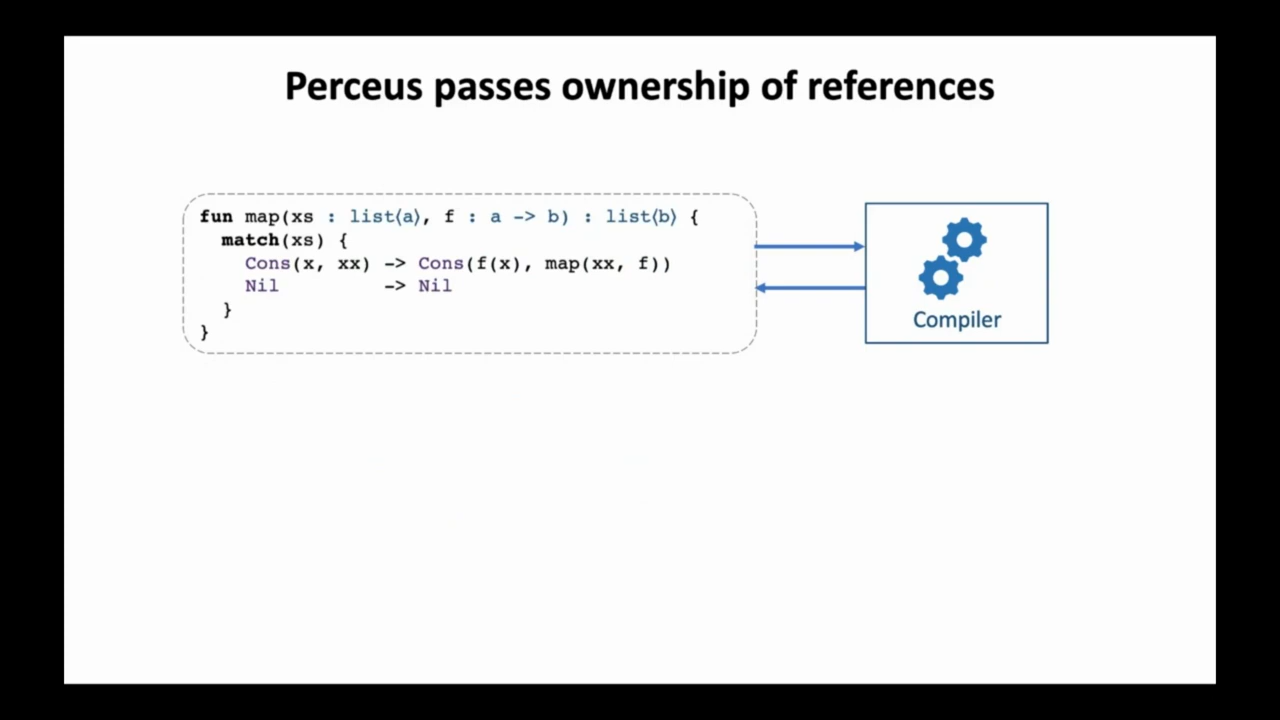 Perceus passes ownership of references
fun map(xs : list⟨a⟩, f : a -> b) : list⟨b⟩ {
  match(xs) {
    Cons(x, xx) -> Cons(f(x), map(xx, f))
    Nil         -> Nil
  }
}
Compiler